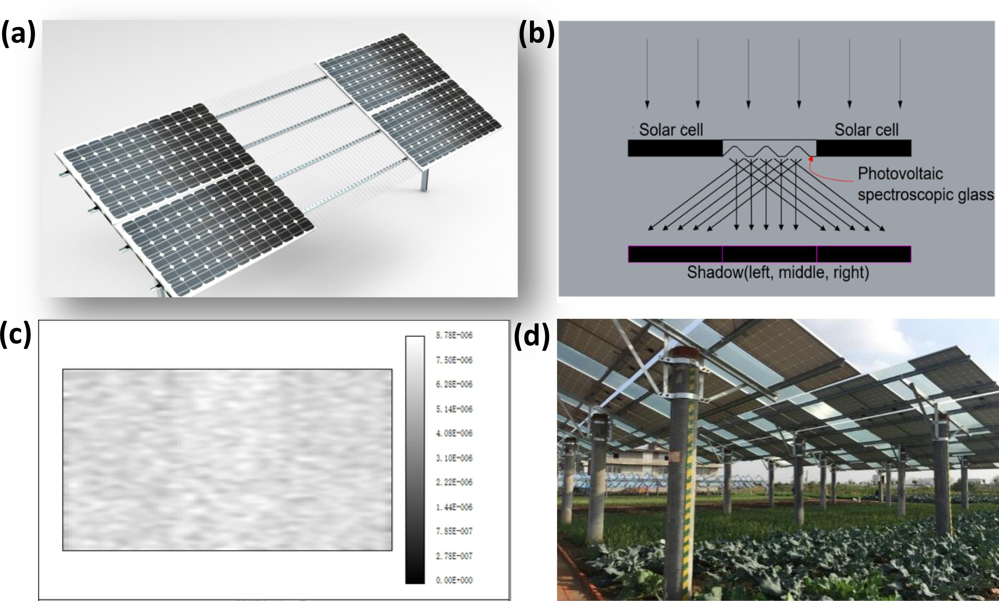 (a)
(b)
Solar cell
Solar cell
Photovoltaic
spectroscopic glass
Shadow(left, middle, right)
(c)
8.78E-006
7.50E-006
6.28E-006
5.14E-006
4.08E-006
3.10E-006
2.22E-006
1.44E-006
7.85E-007
2.78E-007
0.00E+000
(d)